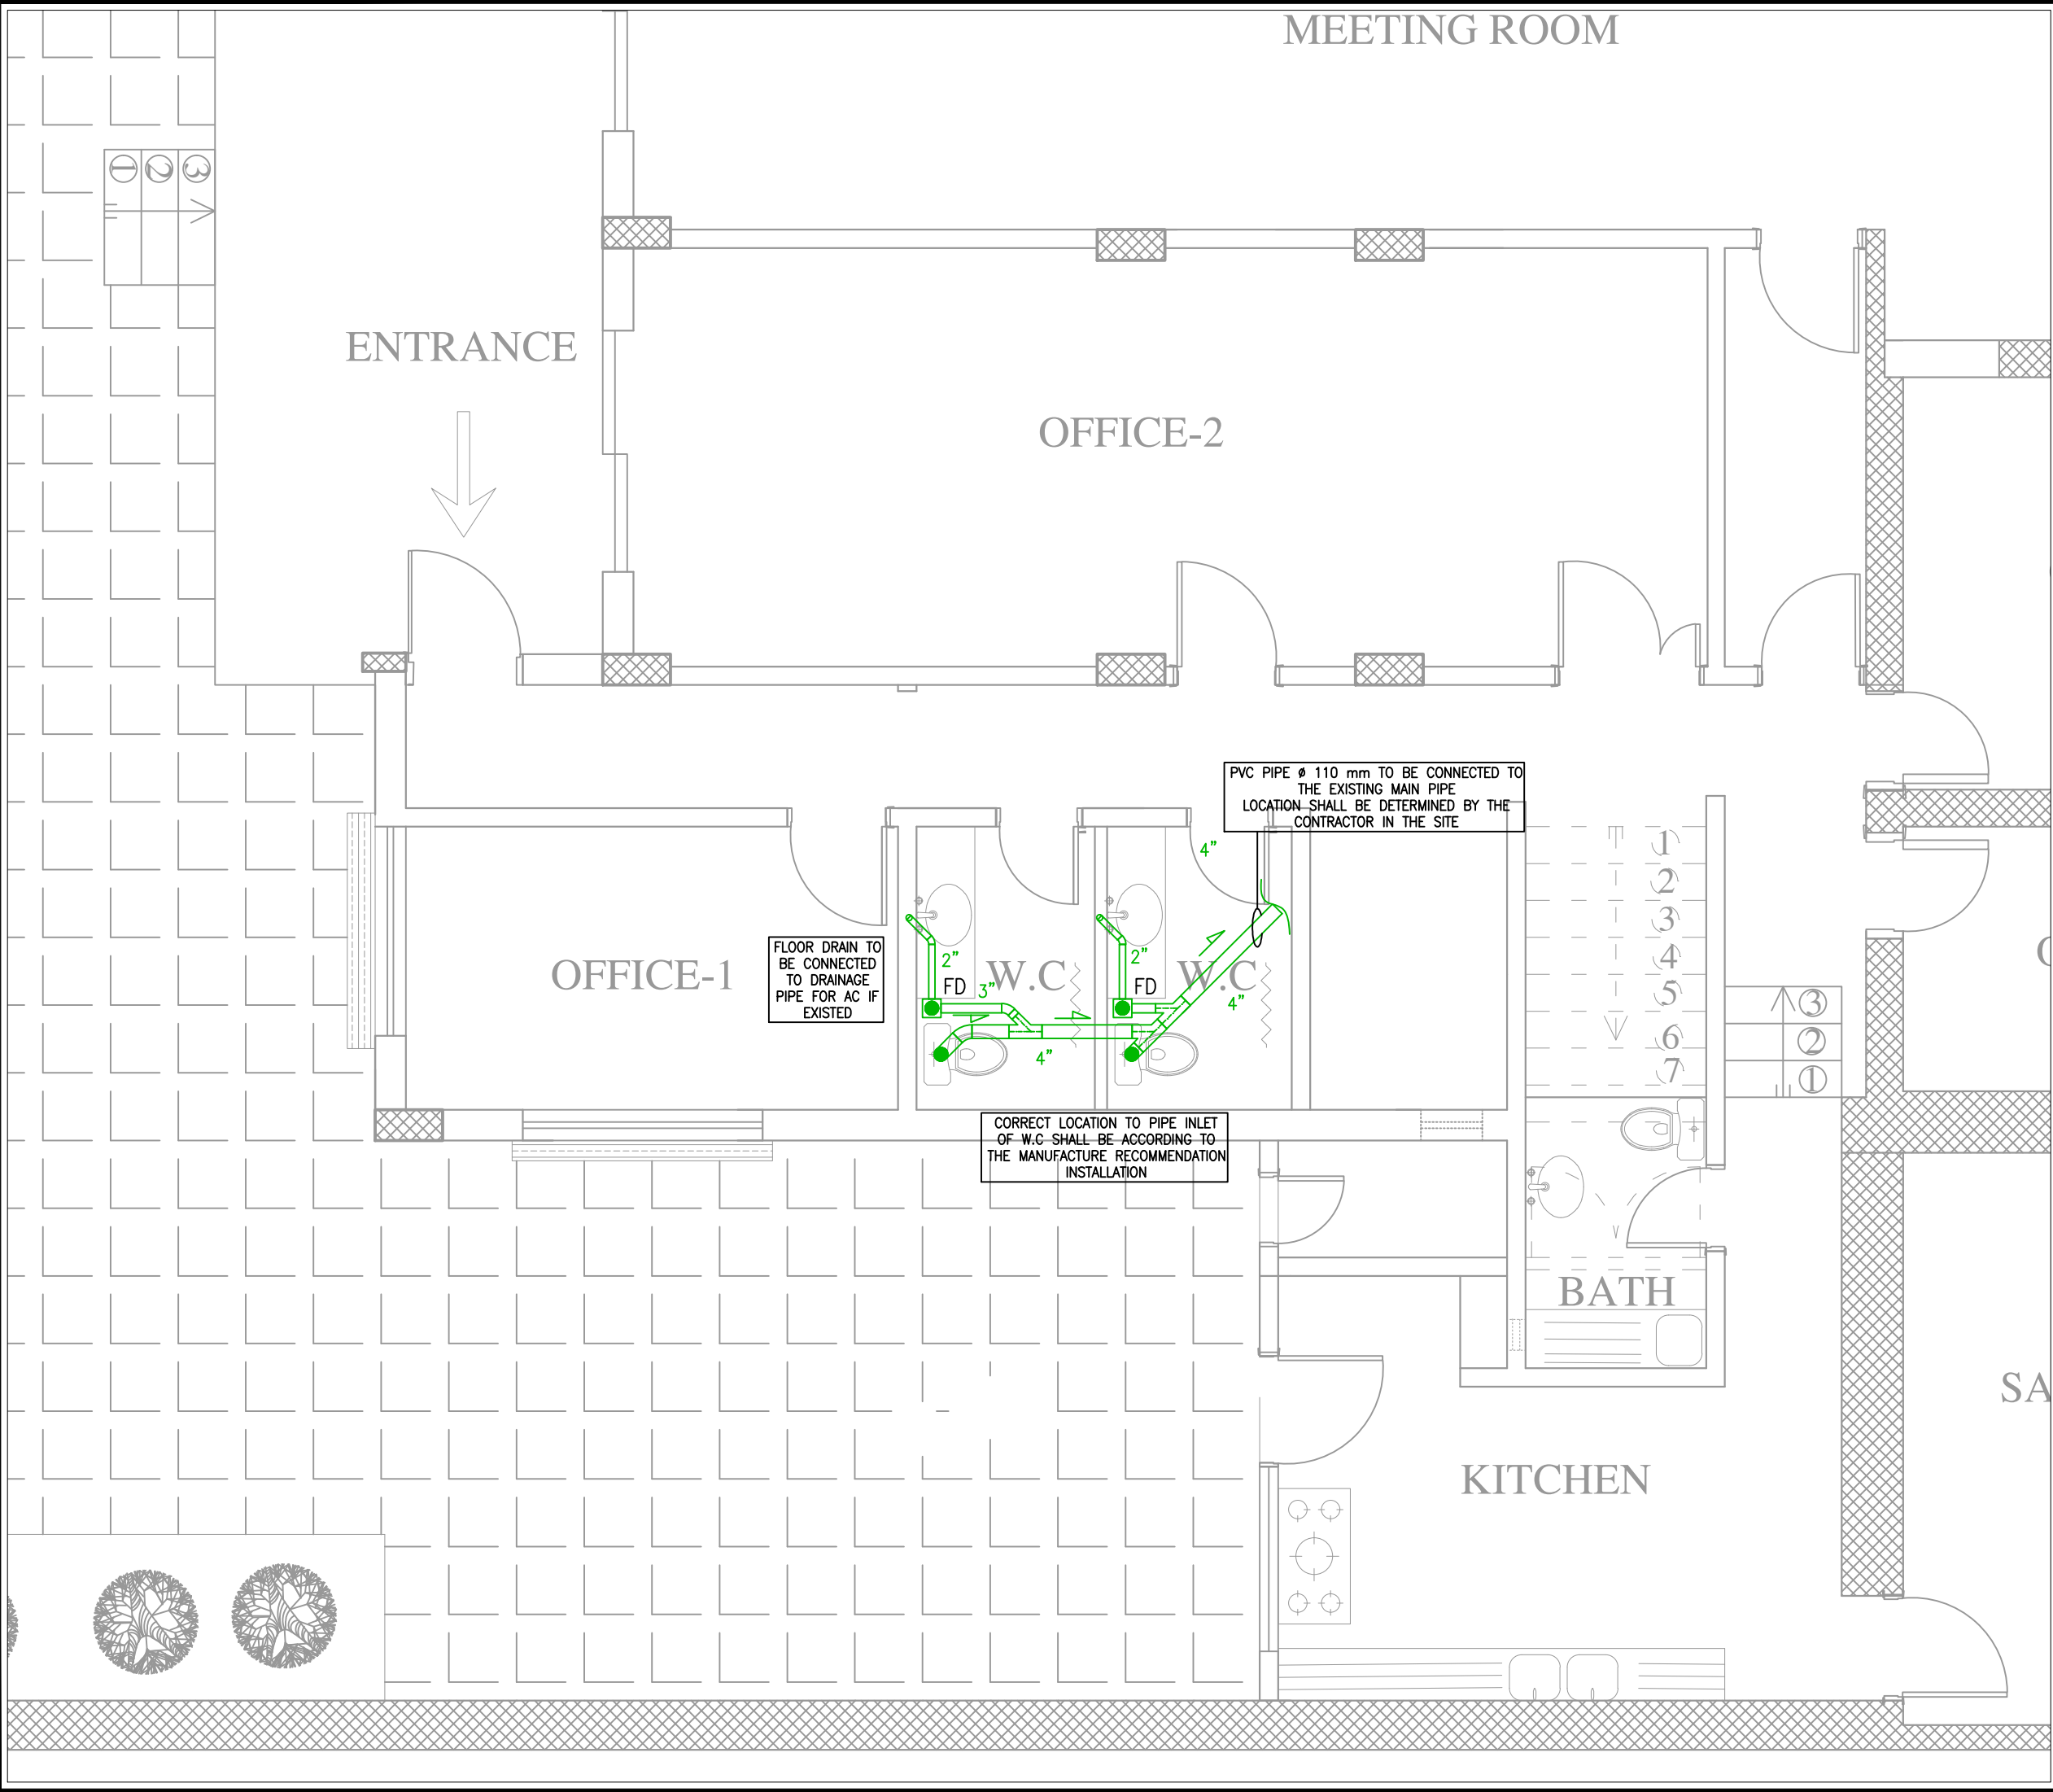 MEETING ROOM
1
2
3
ENTRANCE
OFFICE-2
PVC PIPE ø 110 mm TO BE CONNECTED TO
THE EXISTING MAIN PIPE
LOCATION SHALL BE DETERMINED BY THE
CONTRACTOR IN THE SITE
4"
FLOOR DRAIN TO
BE CONNECTED
TO DRAINAGE
PIPE FOR AC IF
EXISTED
OFFICE-1
2"
FD
3"
W.C
4"
2"
FD
W.C
4"
1
2
3
4
5
6
7
3
2
1
CORRECT LOCATION TO PIPE INLET
OF W.C SHALL BE ACCORDING TO
THE MANUFACTURE RECOMMENDATION
INSTALLATION
BATH
SA
KITCHEN